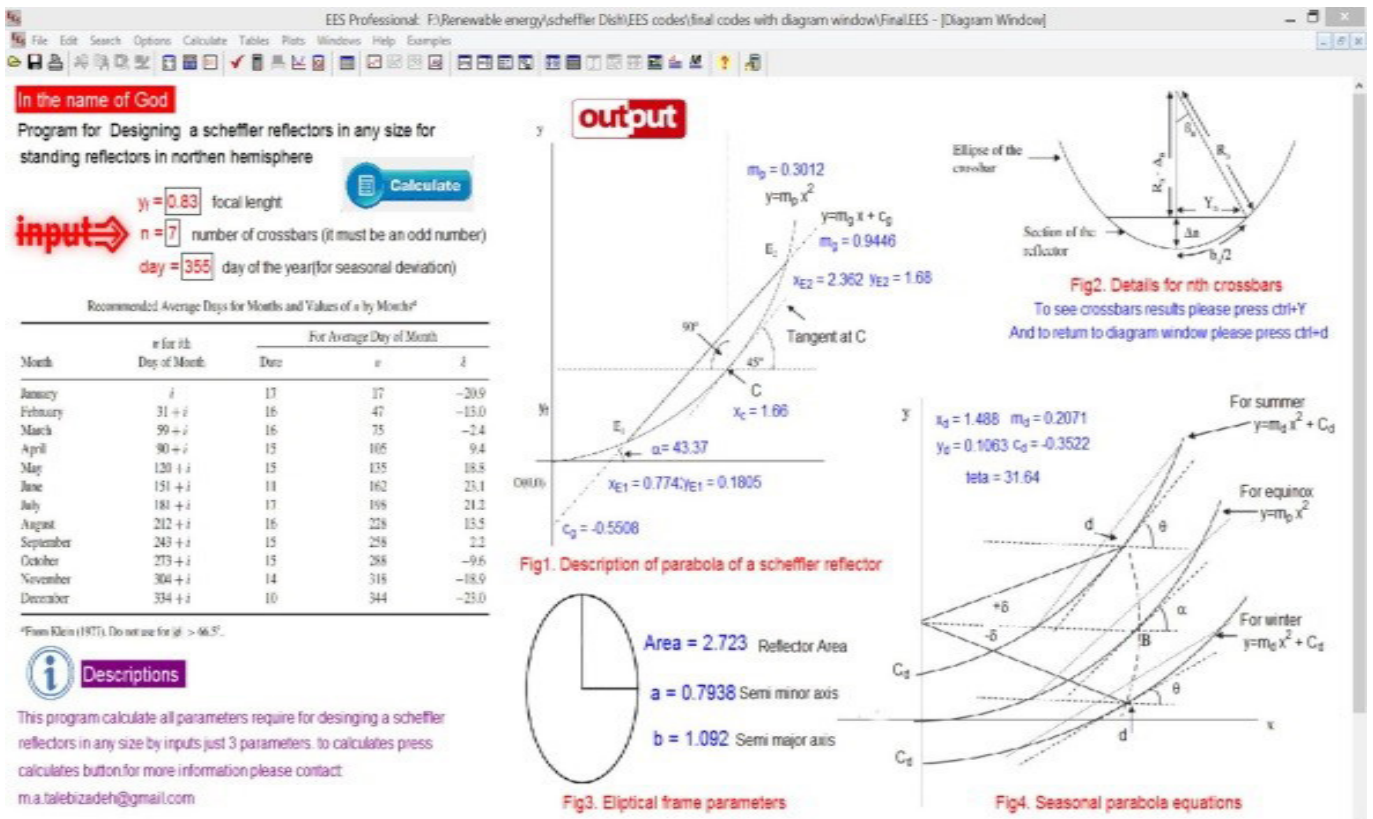 EES Professional: F:\Renewable energy\scheffler Dish\EES codes\final codes with diagram window\Final.EES - [Diagram Window]
File Edit Search Options Calculate Tables Plots Windows Help Examples
In the name of God
Program for Designing a scheffler reflectors in any size for
standing reflectors in northen hemisphere
Calculate
input
yf = 0.83 focal lenght
n = 7 number of crossbars (it must be an odd number)
day = 355 day of the year(for seasonal deviation)
Recommended Average Days for Months and Values of n by Monthsᵃ
n for ith
For Average Day of Month
Month Day of Month Date n δ
January i 17 17 −20.9
February 31 + i 16 47 −13.0
March 59 + i 16 75 −2.4
April 90 + i 15 105 9.4
May 120 + i 15 135 18.8
June 151 + i 11 162 23.1
July 181 + i 17 198 21.2
August 212 + i 16 228 13.5
September 243 + i 15 258 2.2
October 273 + i 15 288 −9.6
November 304 + i 14 318 −18.9
December 334 + i 10 344 −23.0
ᵃFrom Klein (1977). Do not use for |φ| > 66.5°.
Descriptions
This program calculate all parameters require for desinging a scheffler
reflectors in any size by inputs just 3 parameters. to calculates press
calculates button.for more information please contact
m.a.talebizadeh@gmail.com
output
y
mp = 0.3012
y=mp x²
y=mg x + cg
mg = 0.9446
E2
xE2 = 2.362 yE2 = 1.68
90°
Tangent at C
45°
C
xc = 1.66
yf
E1
α= 43.37
O(0,0)
xE1 = 0.774;yE1 = 0.1805
cg = -0.5508
Fig1. Description of parabola of a scheffler reflector
Area = 2.723 Reflector Area
a = 0.7938 Semi minor axis
b = 1.092 Semi major axis
Fig3. Eliptical frame parameters
Ellipse of the
crossbar
Rn - Δn
Rn
Yn
Section of the
reflector
Δn
bn/2
Fig2. Details for nth crossbars
To see crossbars results please press ctrl+Y
And to return to diagram window please press ctrl+d
y
xd = 1.488 md = 0.2071
yd = 0.1063 cd = -0.3522
teta = 31.64
For summer
y=md x² + Cd
For equinox
y=mp x²
d
θ
+δ
-δ
α
B
For winter
y=md x² + Cd
Cd
θ
x
d
Cd
Fig4. Seasonal parabola equations